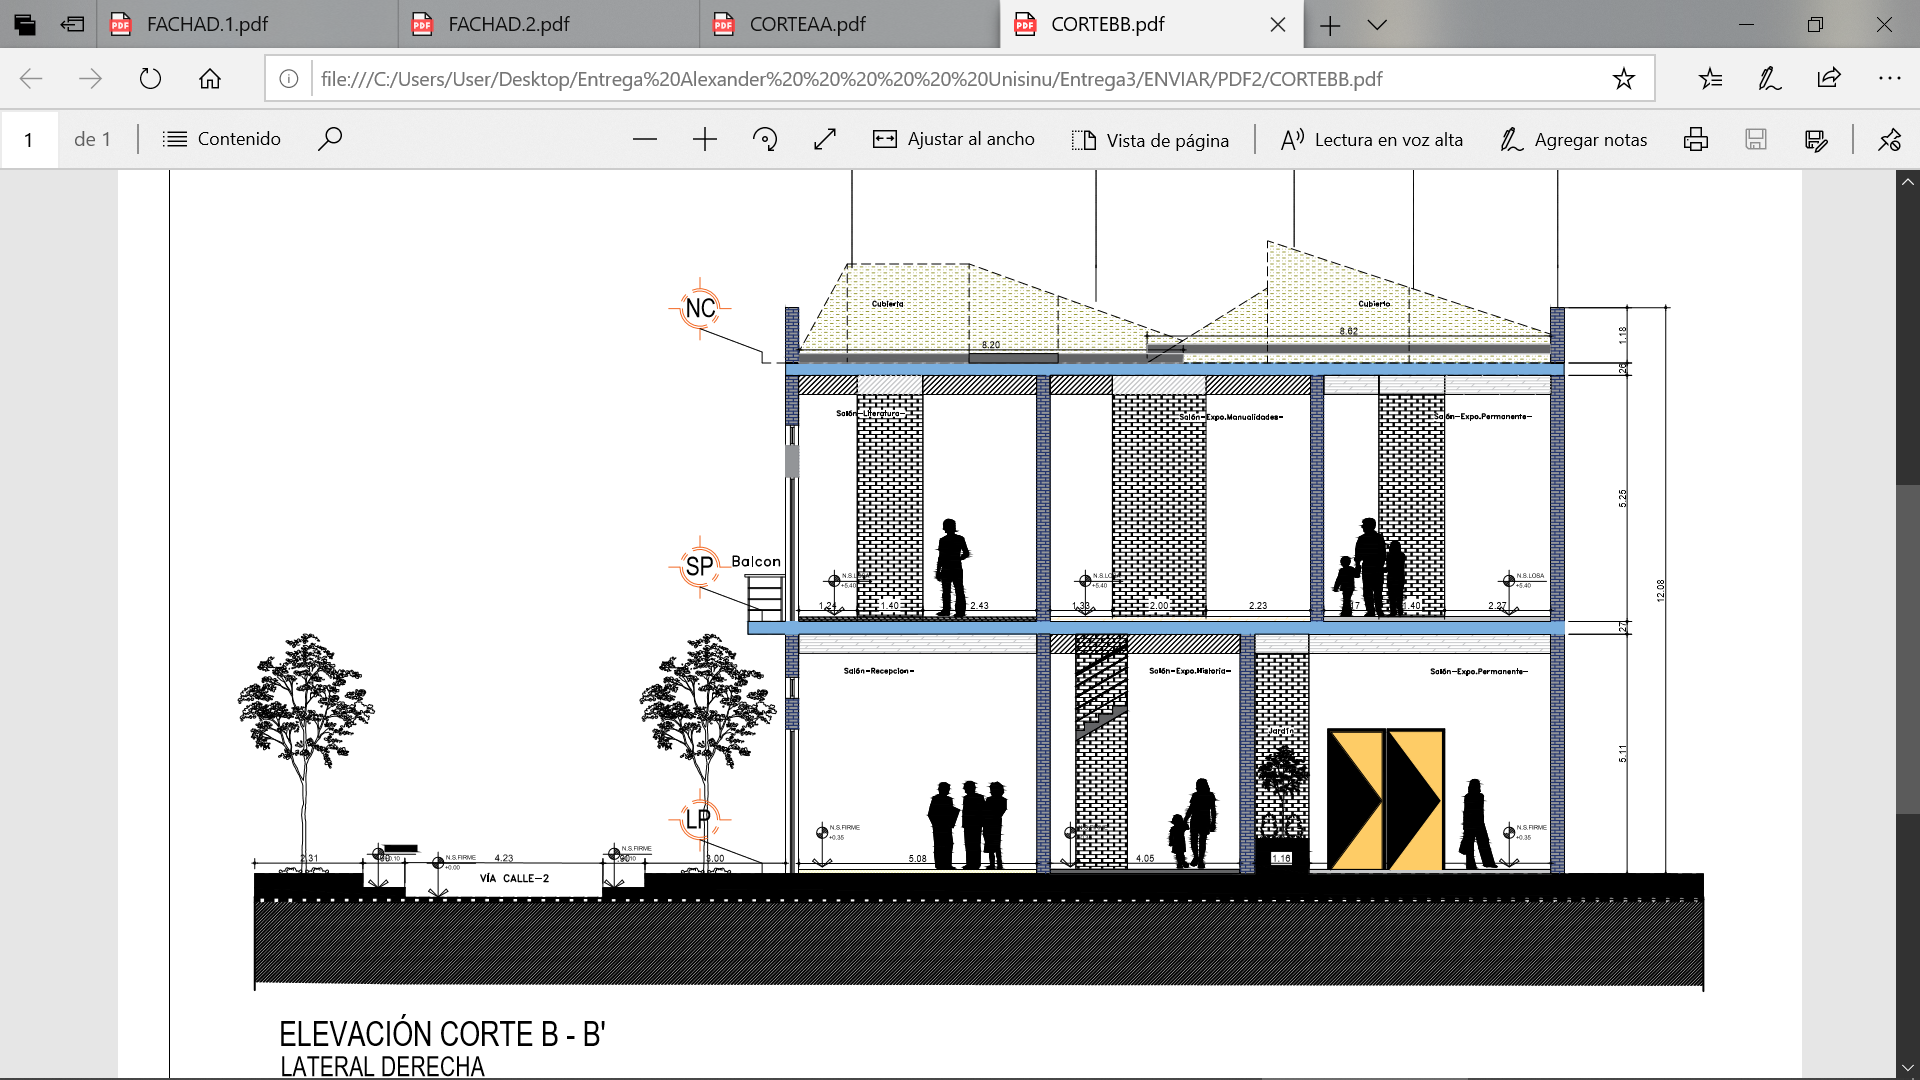 FACHAD.1.pdf
FACHAD.2.pdf
CORTEAA.pdf
CORTEBB.pdf
file:///C:/Users/User/Desktop/Entrega%20Alexander%20%20%20%20%20%20Unisinu/Entrega3/ENVIAR/PDF2/CORTEBB.pdf
1 de 1
Contenido
Ajustar al ancho
Vista de página
Lectura en voz alta
Agregar notas
NC
Cubierta
Cubierto
8.62
8.20
1.18
Salón-Literatura-
Salón-Expo.Manualidades-
Salón-Expo.Permanente-
5.25
SP
Balcon
N.S.LOSA
+5.40
+5.40
N.S.LOSA
+5.40
12.08
1.24
1.40
2.43
1.33
2.00
2.23
1.40
2.27
.27
Salón-Recepcion-
Salón-Expo.Historia-
Salón-Expo.Permanente-
Jardín
5.11
LP
N.S.FIRME
+0.35
N.S.FIRME
+0.35
N.S.FIRME
+0.00
N.S.FIRME
2.31
4.23
3.00
5.08
4.05
1.16
VÍA CALLE-2
ELEVACIÓN CORTE B - B'
LATERAL DERECHA